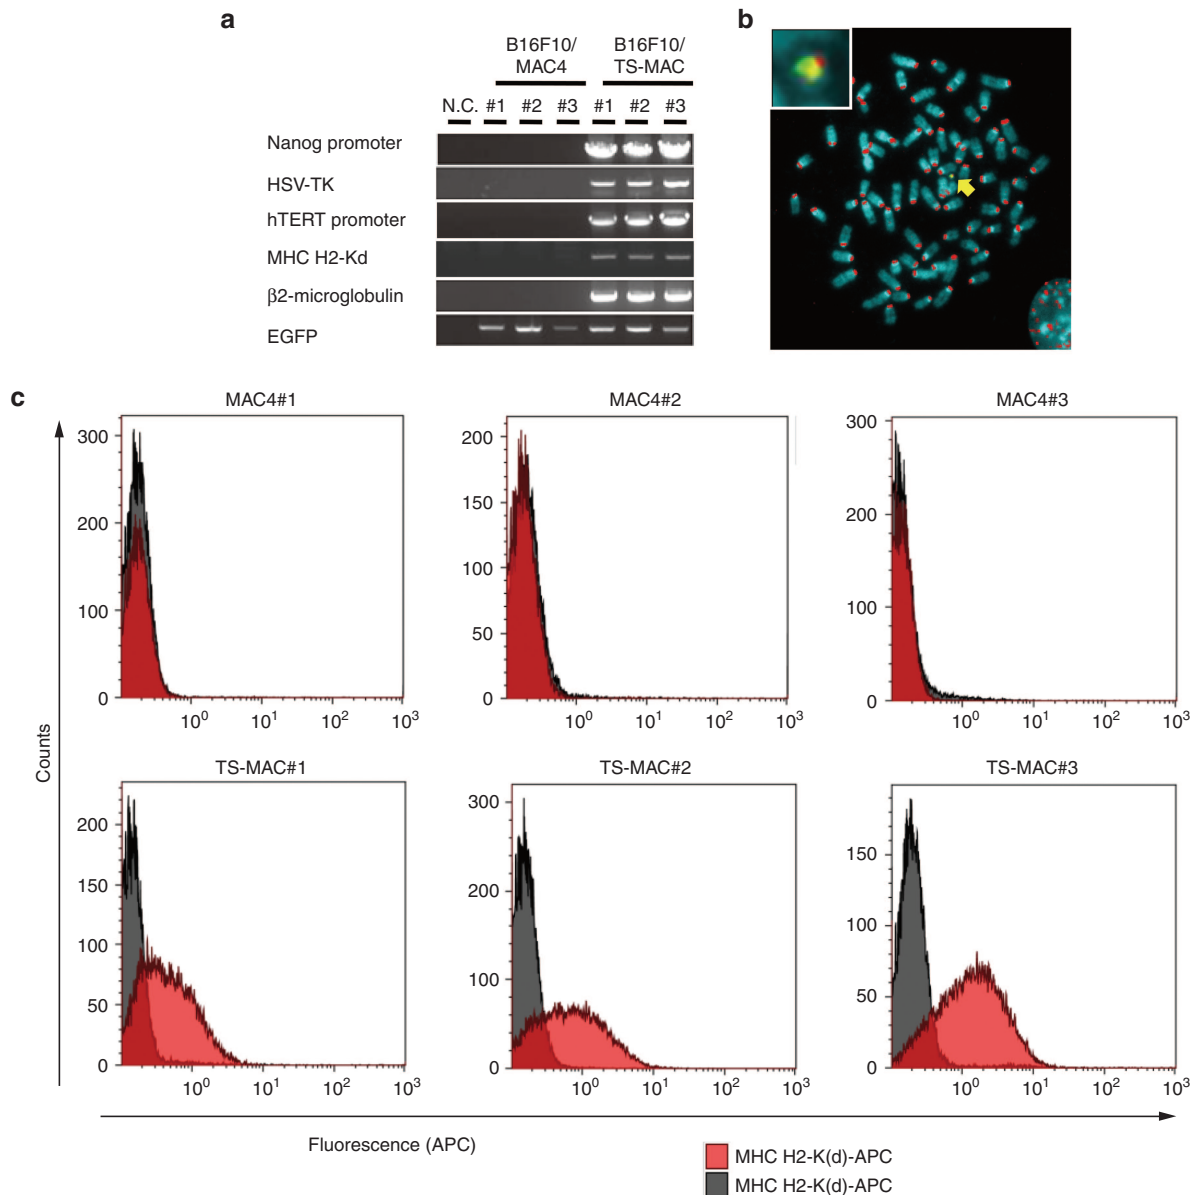 a
B16F10/
MAC4
B16F10/
TS-MAC
N.C. #1 #2 #3 #1 #2 #3
Nanog promoter
HSV-TK
hTERT promoter
MHC H2-Kd
β2-microglobulin
EGFP
b
c
Counts
MAC4#1
300
200
100
0
10⁰ 10¹ 10² 10³
MAC4#2
200
150
100
50
0
10⁰ 10¹ 10² 10³
MAC4#3
300
200
100
0
10⁰ 10¹ 10² 10³
TS-MAC#1
200
150
100
50
0
10⁰ 10¹ 10² 10³
TS-MAC#2
300
200
100
0
10⁰ 10¹ 10² 10³
TS-MAC#3
150
100
50
0
10⁰ 10¹ 10² 10³
Fluorescence (APC)
MHC H2-K(d)-APC
MHC H2-K(d)-APC